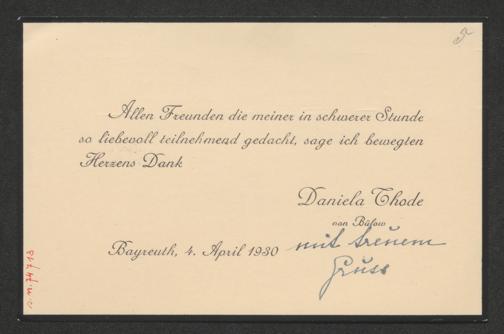 Allen Freunden die meiner in schwerer Stunde
so liebevoll teilnehmend gedacht, sage ich bewegten
Herzens Dank
Daniela Thode
von Bülow
Bayreuth, 4. April 1930
mit treuem
Gruss